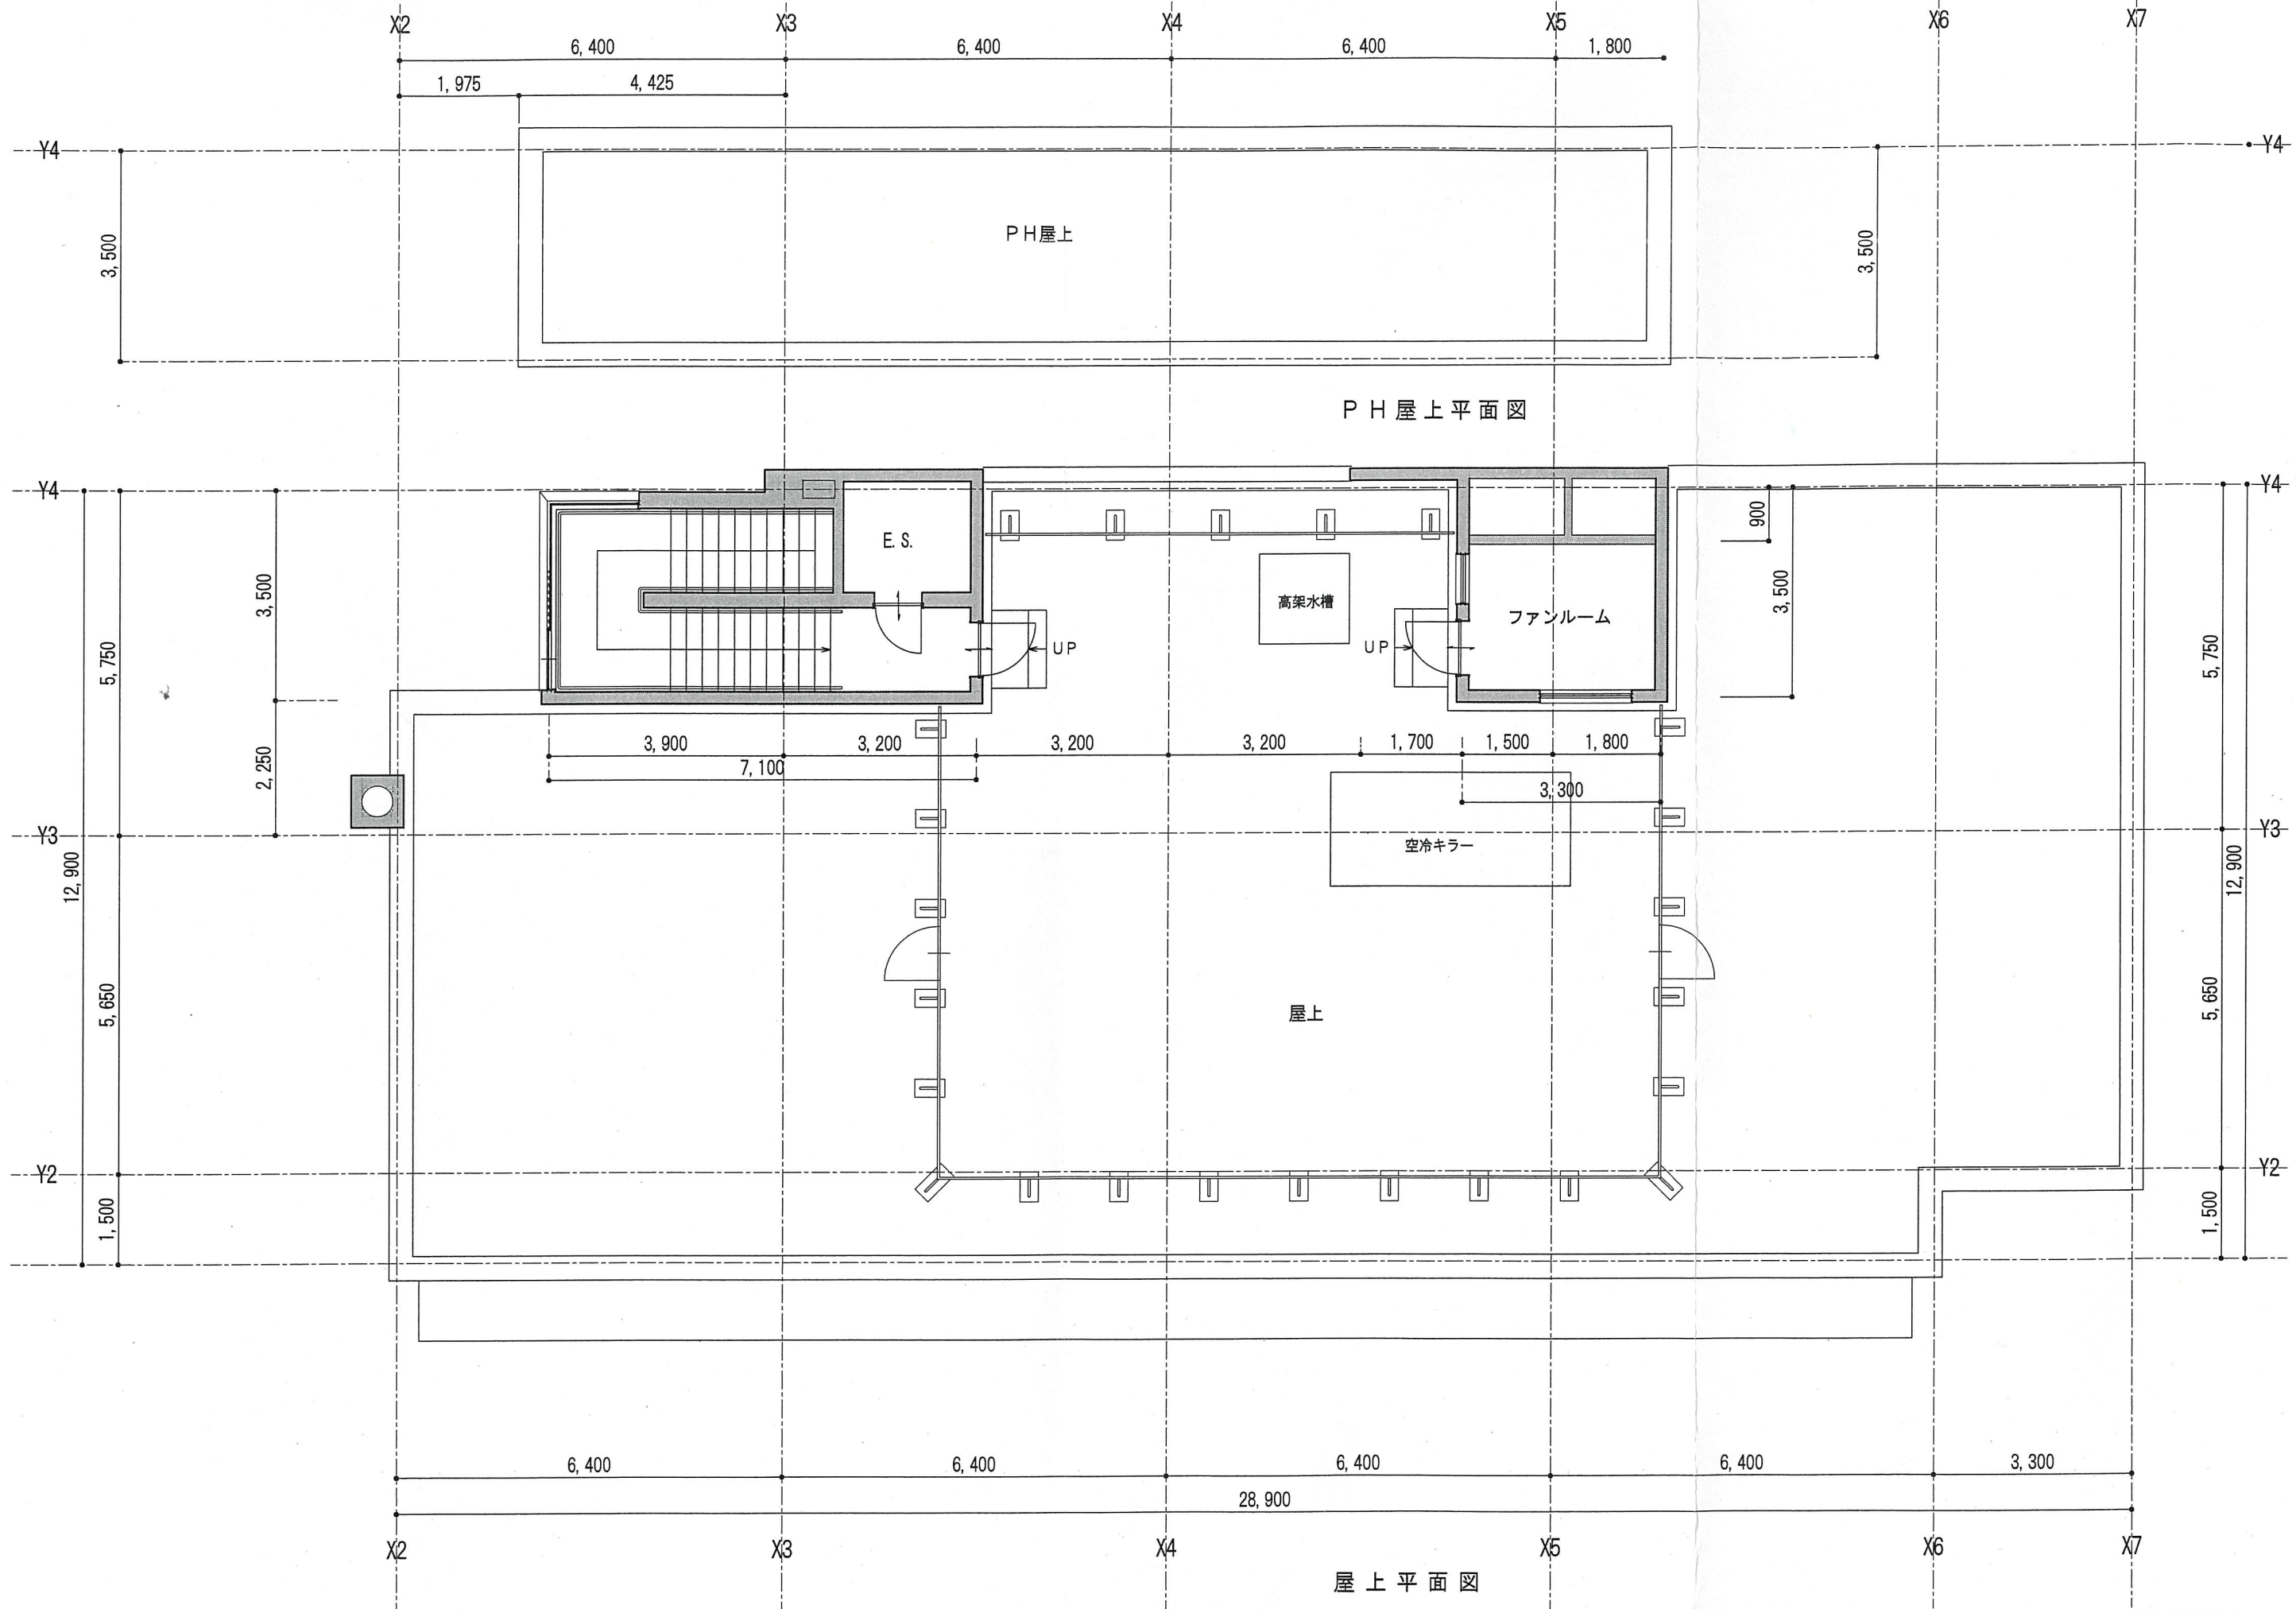 X2 X3 X4 X5 X6 X7
6,400 6,400 6,400 1,800
1,975 4,425
Y4 Y4
3,500 PH屋上 3,500
PH屋上平面図
Y4 Y4
900
E.S.
3,500 高架水槽 ファンルーム 3,500
5,750 UP UP 5,750
3,900 3,200 3,200 3,200 1,700 1,500 1,800
2,250 7,100 3,300
Y3 Y3
12,900 空冷キラー 12,900
5,650 屋上 5,650
Y2 Y2
1,500 1,500
6,400 6,400 6,400 6,400 3,300
28,900
X2 X3 X4 X5 X6 X7
屋上平面図